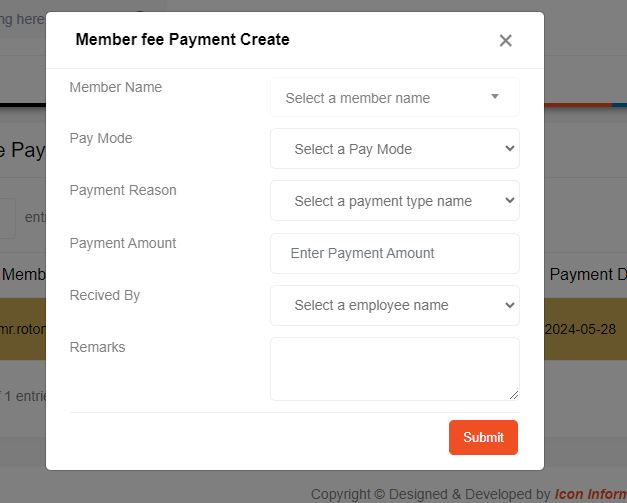 ng here
Member fee Payment Create
×
Member Name
Select a member name
Pay Mode
Select a Pay Mode
e Pay
Payment Reason
Select a payment type name
Payment Amount
Enter Payment Amount
Memb
Payment D
Recived By
Select a employee name
mr.roton
2024-05-28
Remarks
1 entrie
Submit
Copyright © Designed & Developed by Icon Inform